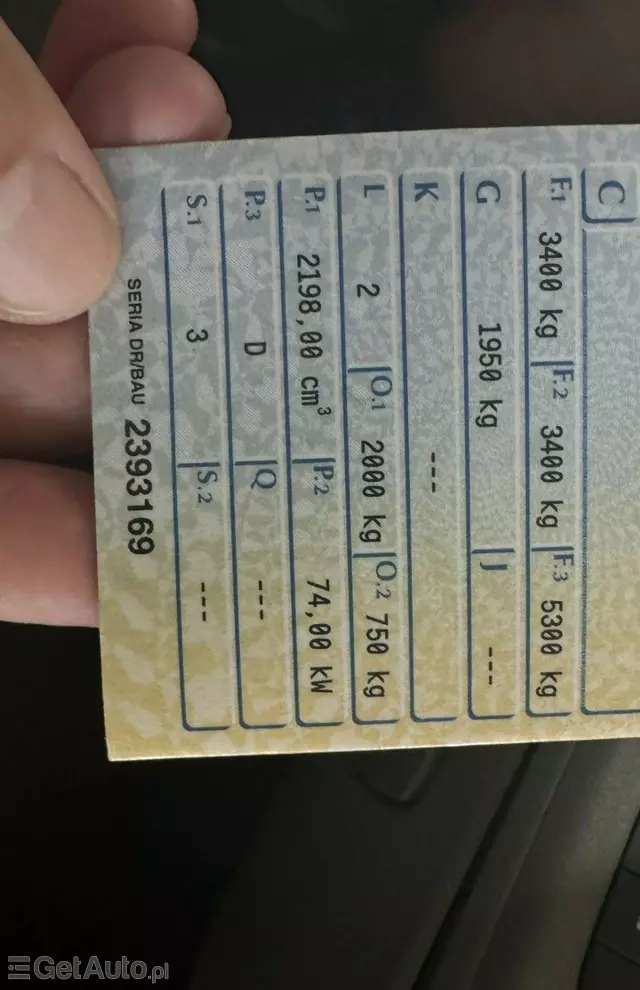 C
F.1 3400 kg F.2 3400 kg F.3 5300 kg
G 1950 kg J ---
K ---
L 2 O.1 2000 kg O.2 750 kg
P.1 2198,00 cm³ P.2 74,00 kW
P.3 D Q ---
S.1 3 S.2 ---
SERIA DR/BAU 2393169
GetAuto.pl